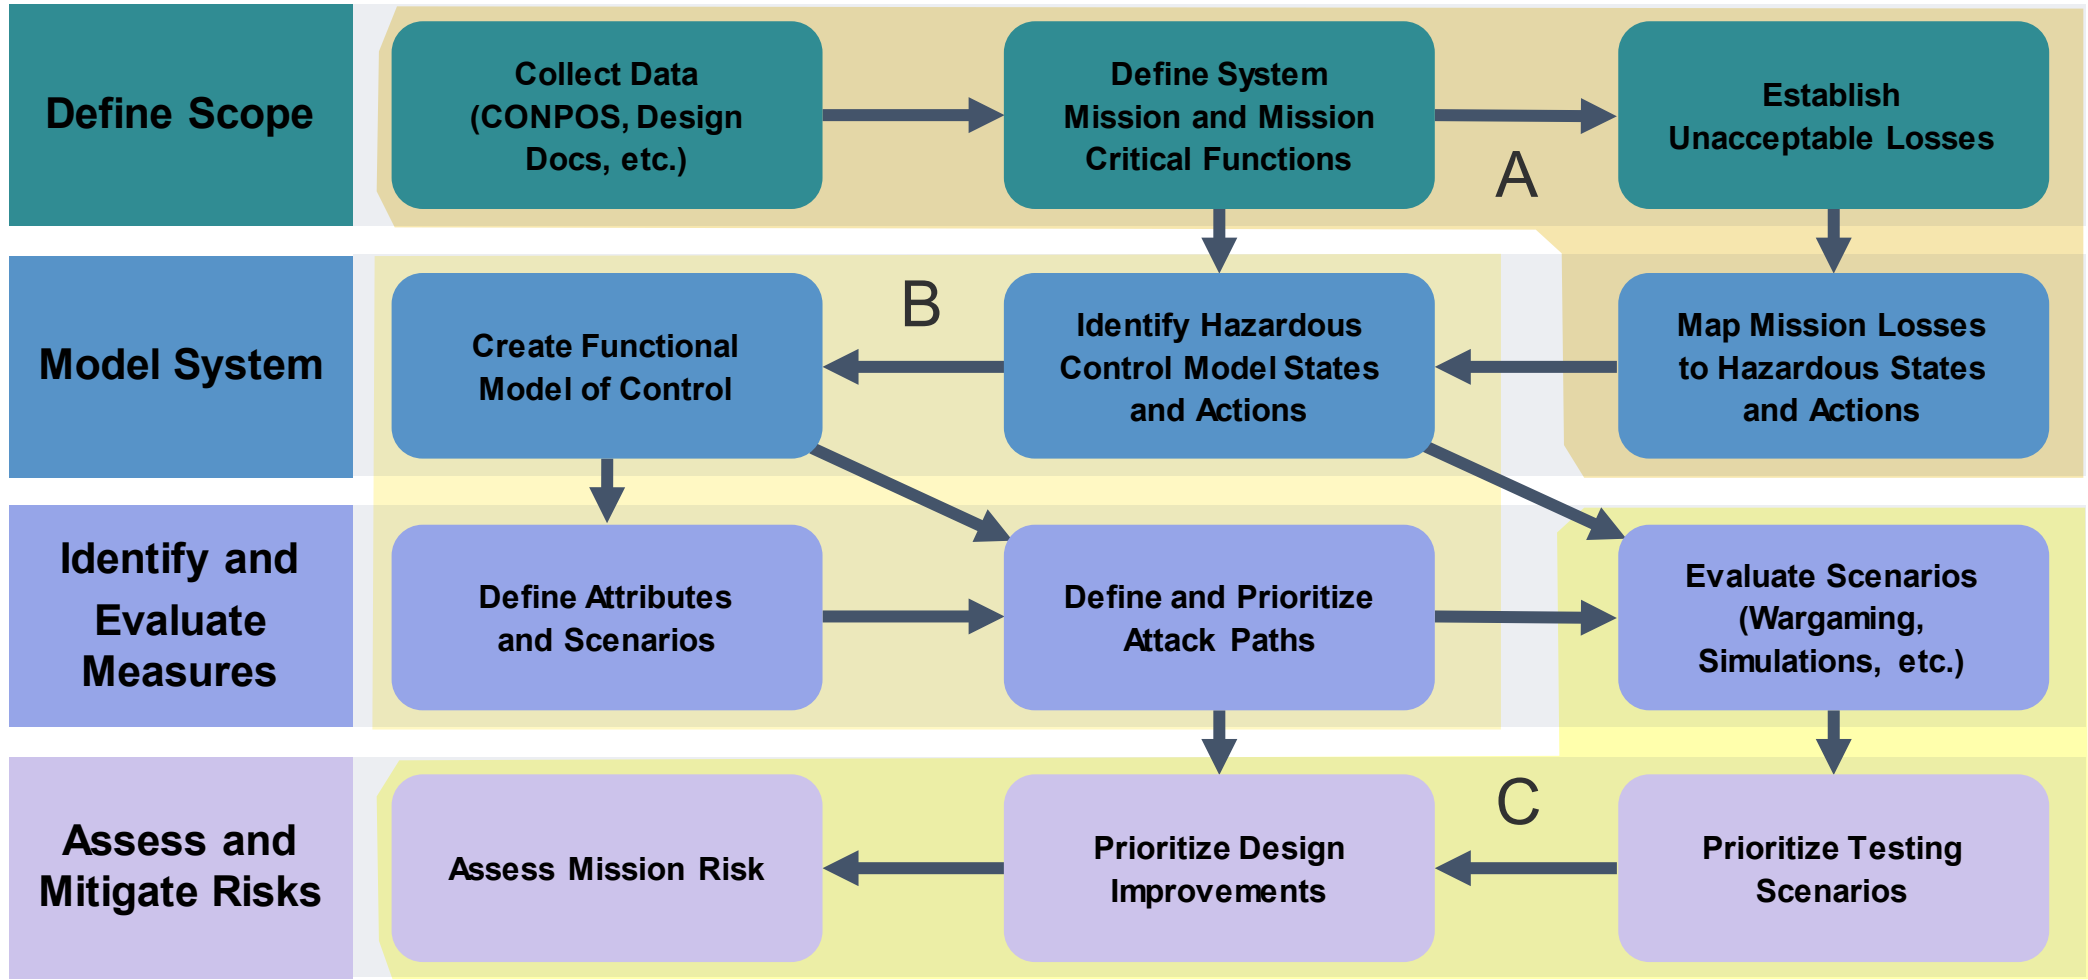 Define Scope
Collect Data
(CONPOS, Design
Docs, etc.)
Define System
Mission and Mission
Critical Functions
A
Establish
Unacceptable Losses
Model System
Create Functional
Model of Control
B
Identify Hazardous
Control Model States
and Actions
Map Mission Losses
to Hazardous States
and Actions
Identify and
Evaluate
Measures
Define Attributes
and Scenarios
Define and Prioritize
Attack Paths
Evaluate Scenarios
(Wargaming,
Simulations, etc.)
Assess and
Mitigate Risks
Assess Mission Risk
Prioritize Design
Improvements
C
Prioritize Testing
Scenarios